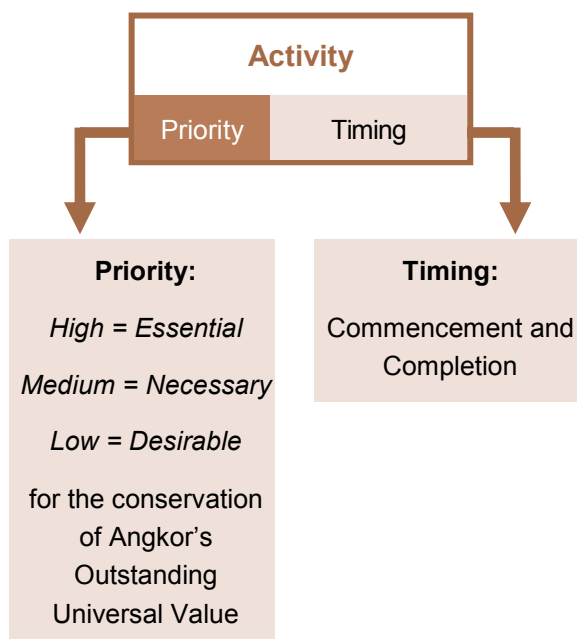 Activity
Priority
Timing
Priority:
High = Essential
Medium = Necessary
Low = Desirable
for the conservation
of Angkor’s
Outstanding
Universal Value
Timing:
Commencement and
Completion